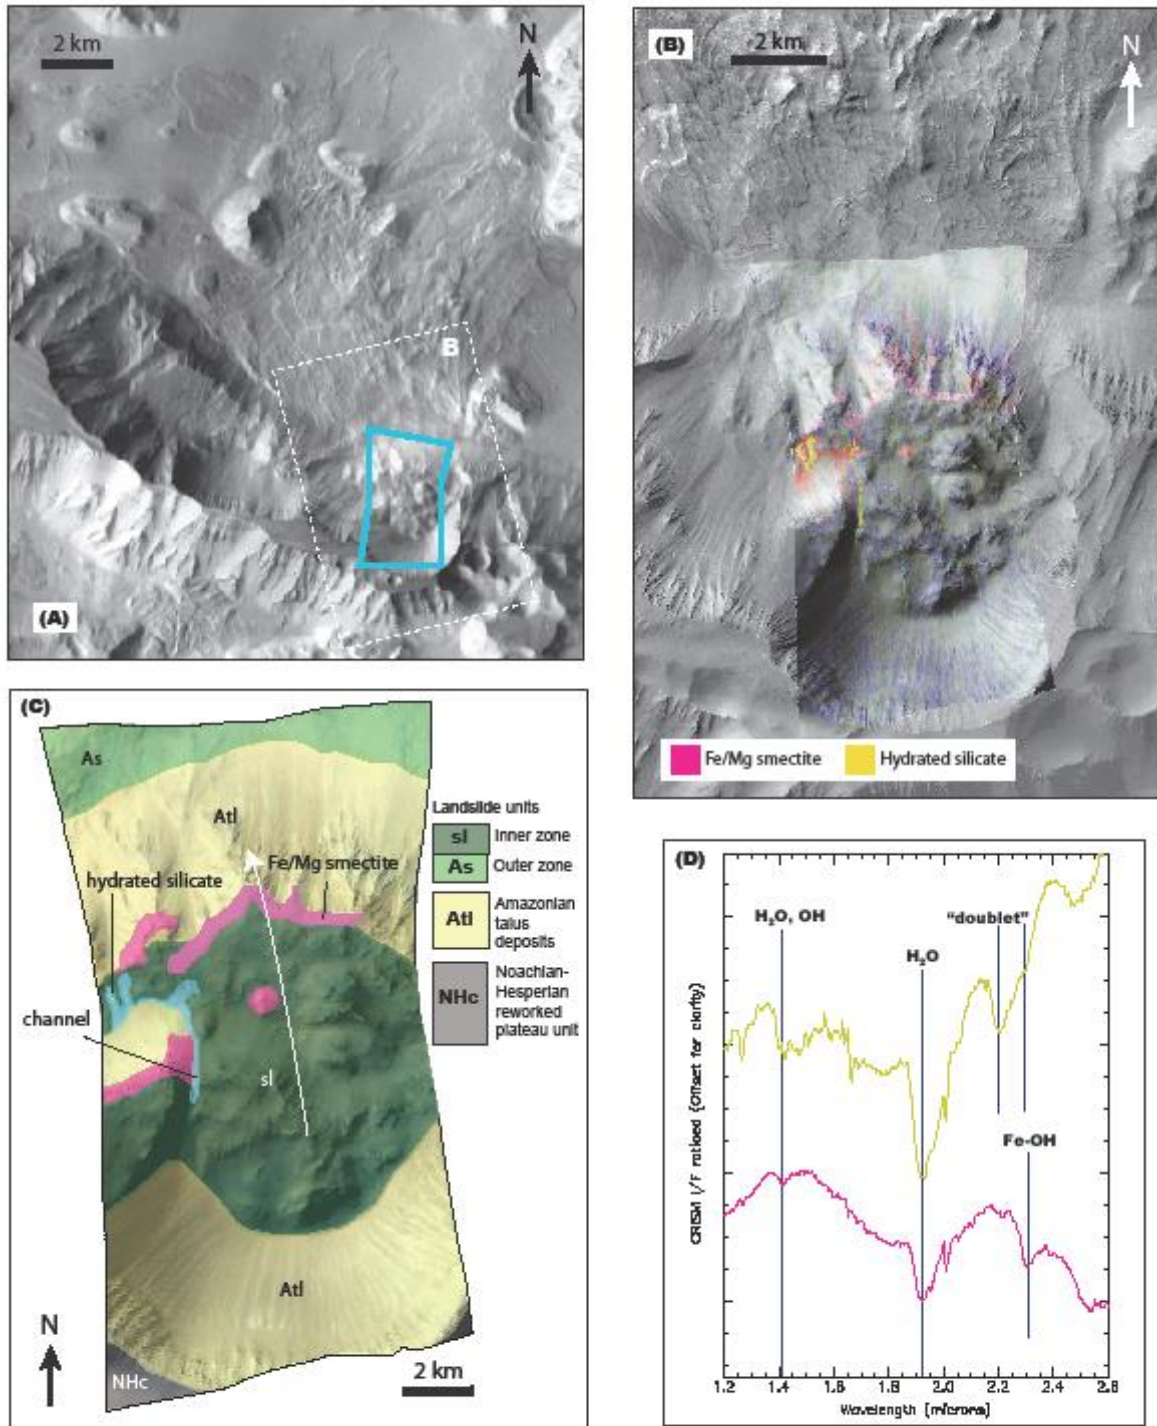 2 km
N
B
(A)
(B)
2 km
N
Fe/Mg smectite
Hydrated silicate
(C)
As
Atl
Fe/Mg smectite
hydrated silicate
channel
sl
Atl
NHc
N
2 km
Landslide units
sl Inner zone
As Outer zone
Atl Amazonian
talus
deposits
NHc Noachian-
Hesperian
reworked
plateau unit
(D)
H₂O, OH
H₂O
“doublet”
Fe-OH
CRISM I/F ratioed (Offset for clarity)
1.2 1.4 1.6 1.8 2.0 2.2 2.4 2.6
Wavelength (microns)